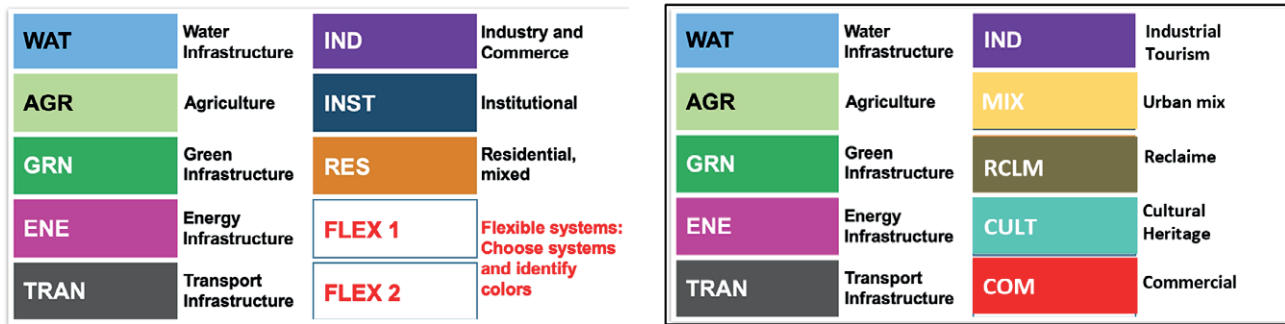 WAT
Water
Infrastructure
IND
Industry and
Commerce
AGR
Agriculture
INST
Institutional
GRN
Green
Infrastructure
RES
Residential,
mixed
ENE
Energy
Infrastructure
FLEX 1
Flexible systems:
Choose systems
and identify
colors
TRAN
Transport
Infrastructure
FLEX 2
WAT
Water
Infrastructure
IND
Industrial
Tourism
AGR
Agriculture
MIX
Urban mix
GRN
Green
Infrastructure
RCLM
Reclaime
ENE
Energy
Infrastructure
CULT
Cultural
Heritage
TRAN
Transport
Infrastructure
COM
Commercial